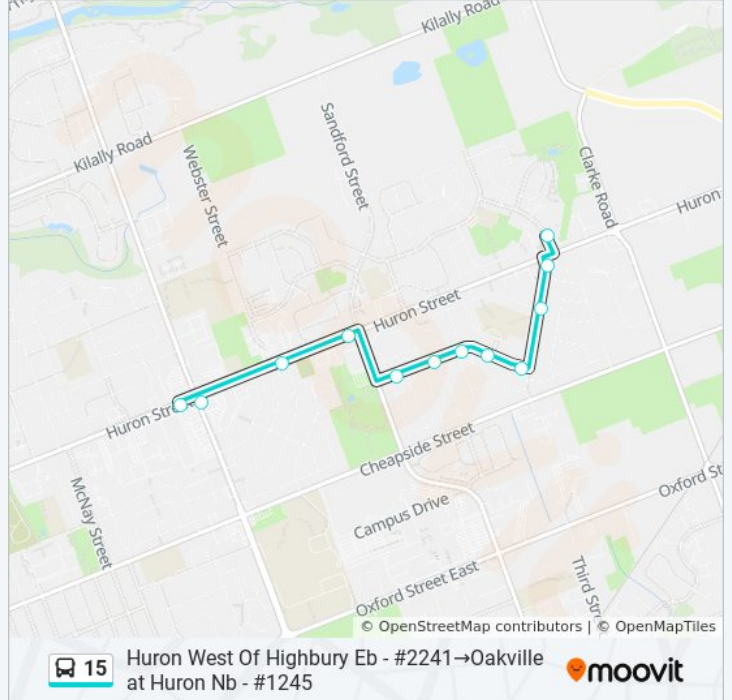 Kilally Road
Kilally Road
Webster Street
Sandford Street
Clarke Road
Huron
Huron Street
Huron Stre
McNay Street
Cheapside Street
Campus Drive
Oxford St
Oxford Street East
Third Str
© OpenStreetMap contributors | © OpenMapTiles
15
Huron West Of Highbury Eb - #2241→Oakville
at Huron Nb - #1245
moovit